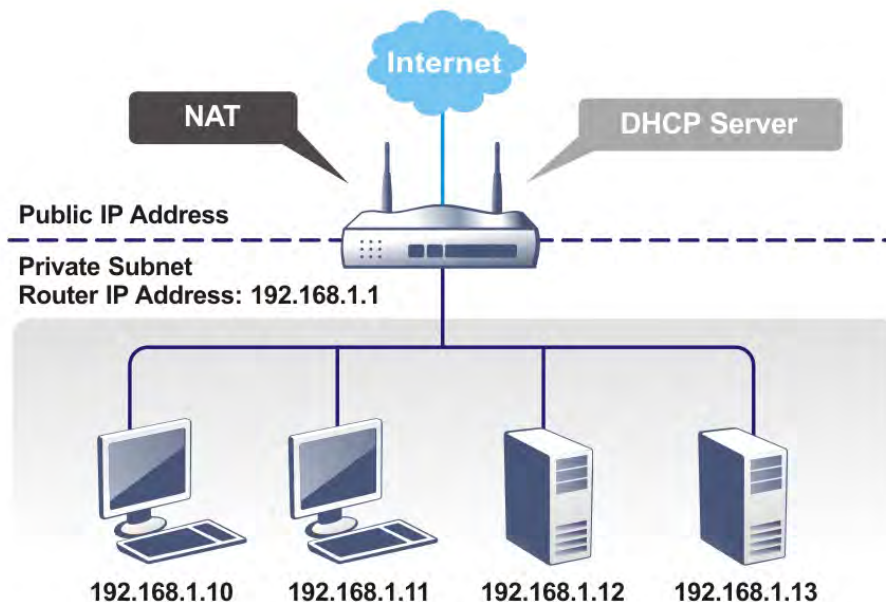 Internet
NAT
DHCP Server
Public IP Address
Private Subnet
Router IP Address: 192.168.1.1
192.168.1.10
192.168.1.11
192.168.1.12
192.168.1.13